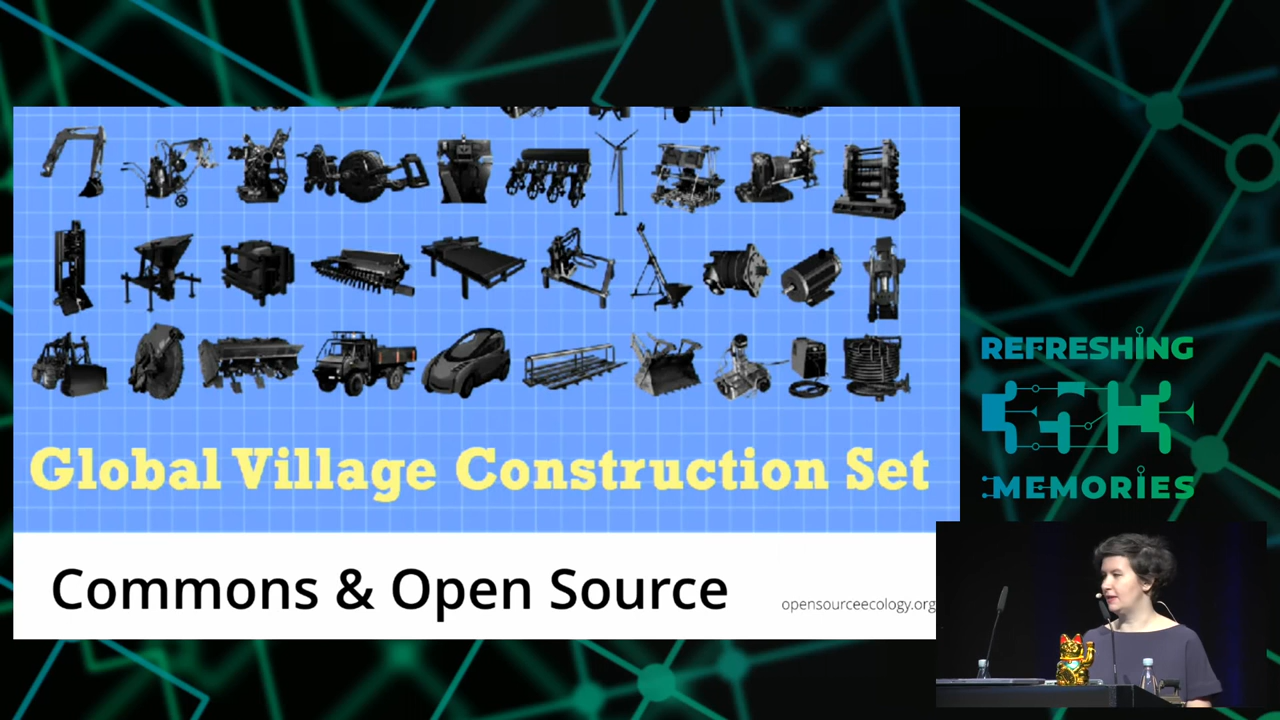 Global Village Construction Set
Commons & Open Source
opensourceecology.org
REFRESHING
MEMORIES